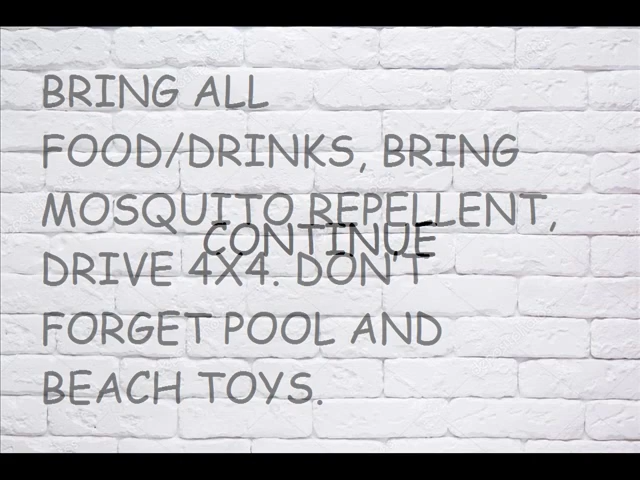 BRING ALL
FOOD/DRINKS, BRING
MOSQUITO REPELLENT,
CONTINUE
DRIVE 4X4. DON'T
FORGET POOL AND
BEACH TOYS.